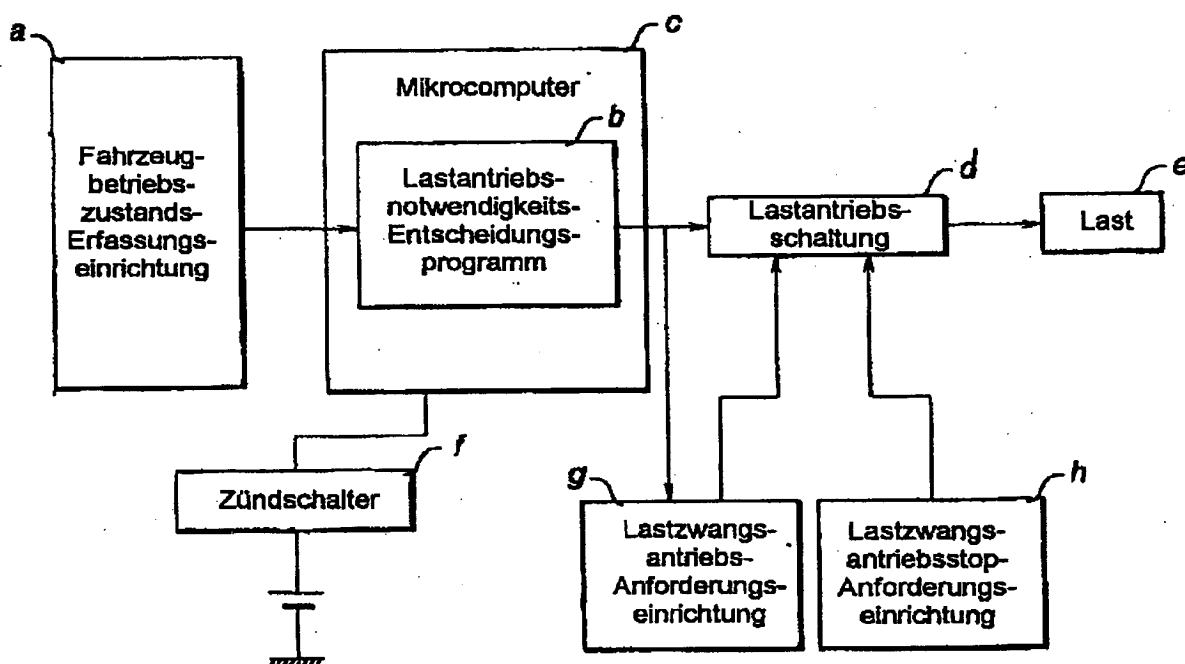 a
Fahrzeug-
betriebs-
zustands-
Erfassungs-
einrichtung
c
Mikrocomputer
b
Lastantriebs-
notwendigkeits-
Entscheidungs-
programm
d
Lastantriebs-
schaltung
e
Last
f
Zündschalter
g
Lastzwangs-
antriebs-
Anforderungs-
einrichtung
h
Lastzwangs-
antriebsstop-
Anforderungs-
einrichtung